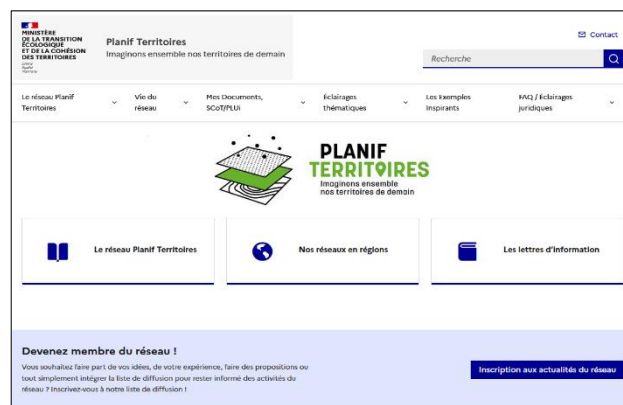 MINISTÈRE
DE LA TRANSITION
ÉCOLOGIQUE
ET DE LA COHÉSION
DES TERRITOIRES
Planif Territoires
Imaginons ensemble nos territoires de demain
Contact
Recherche
Le réseau Planif
Territoires
Vie du
réseau
Mes Documents,
SCoT/PLUi
Éclairages
thématiques
Les Exemples
Inspirants
FAQ / Éclairages
juridiques
PLANIF
TERRITOIRES
Imaginons ensemble
nos territoires de demain
Le réseau Planif Territoires
Nos réseaux en régions
Les lettres d'information
Devenez membre du réseau !
Vous souhaitez faire part de vos idées, de votre expérience, faire des propositions ou
tout simplement intégrer la liste de diffusion pour rester informé des activités du
réseau ? Inscrivez-vous à notre liste de diffusion !
Inscription aux actualités du réseau